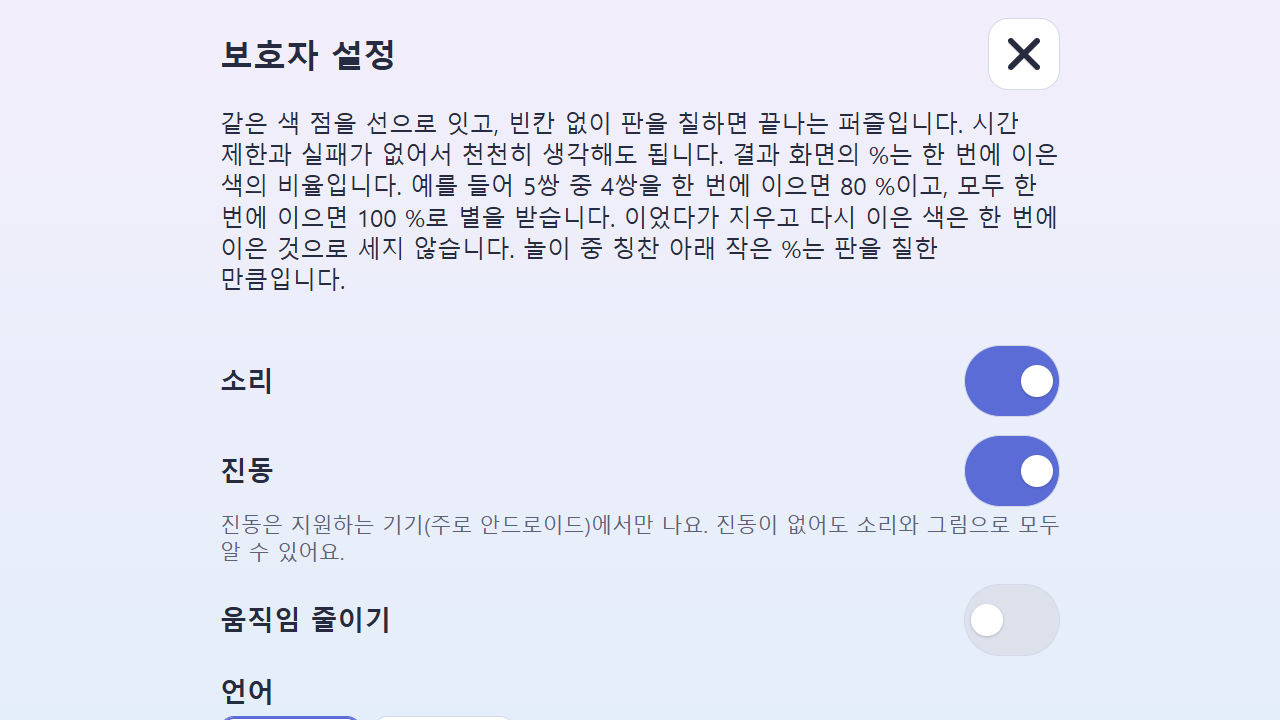 보호자 설정
같은 색 점을 선으로 잇고, 빈칸 없이 판을 칠하면 끝나는 퍼즐입니다. 시간
제한과 실패가 없어서 천천히 생각해도 됩니다. 결과 화면의 %는 한 번에 이은
색의 비율입니다. 예를 들어 5쌍 중 4쌍을 한 번에 이으면 80 %이고, 모두 한
번에 이으면 100 %로 별을 받습니다. 이었다가 지우고 다시 이은 색은 한 번에
이은 것으로 세지 않습니다. 놀이 중 칭찬 아래 작은 %는 판을 칠한
만큼입니다.
소리
진동
진동은 지원하는 기기(주로 안드로이드)에서만 나요. 진동이 없어도 소리와 그림으로 모두
알 수 있어요.
움직임 줄이기
언어